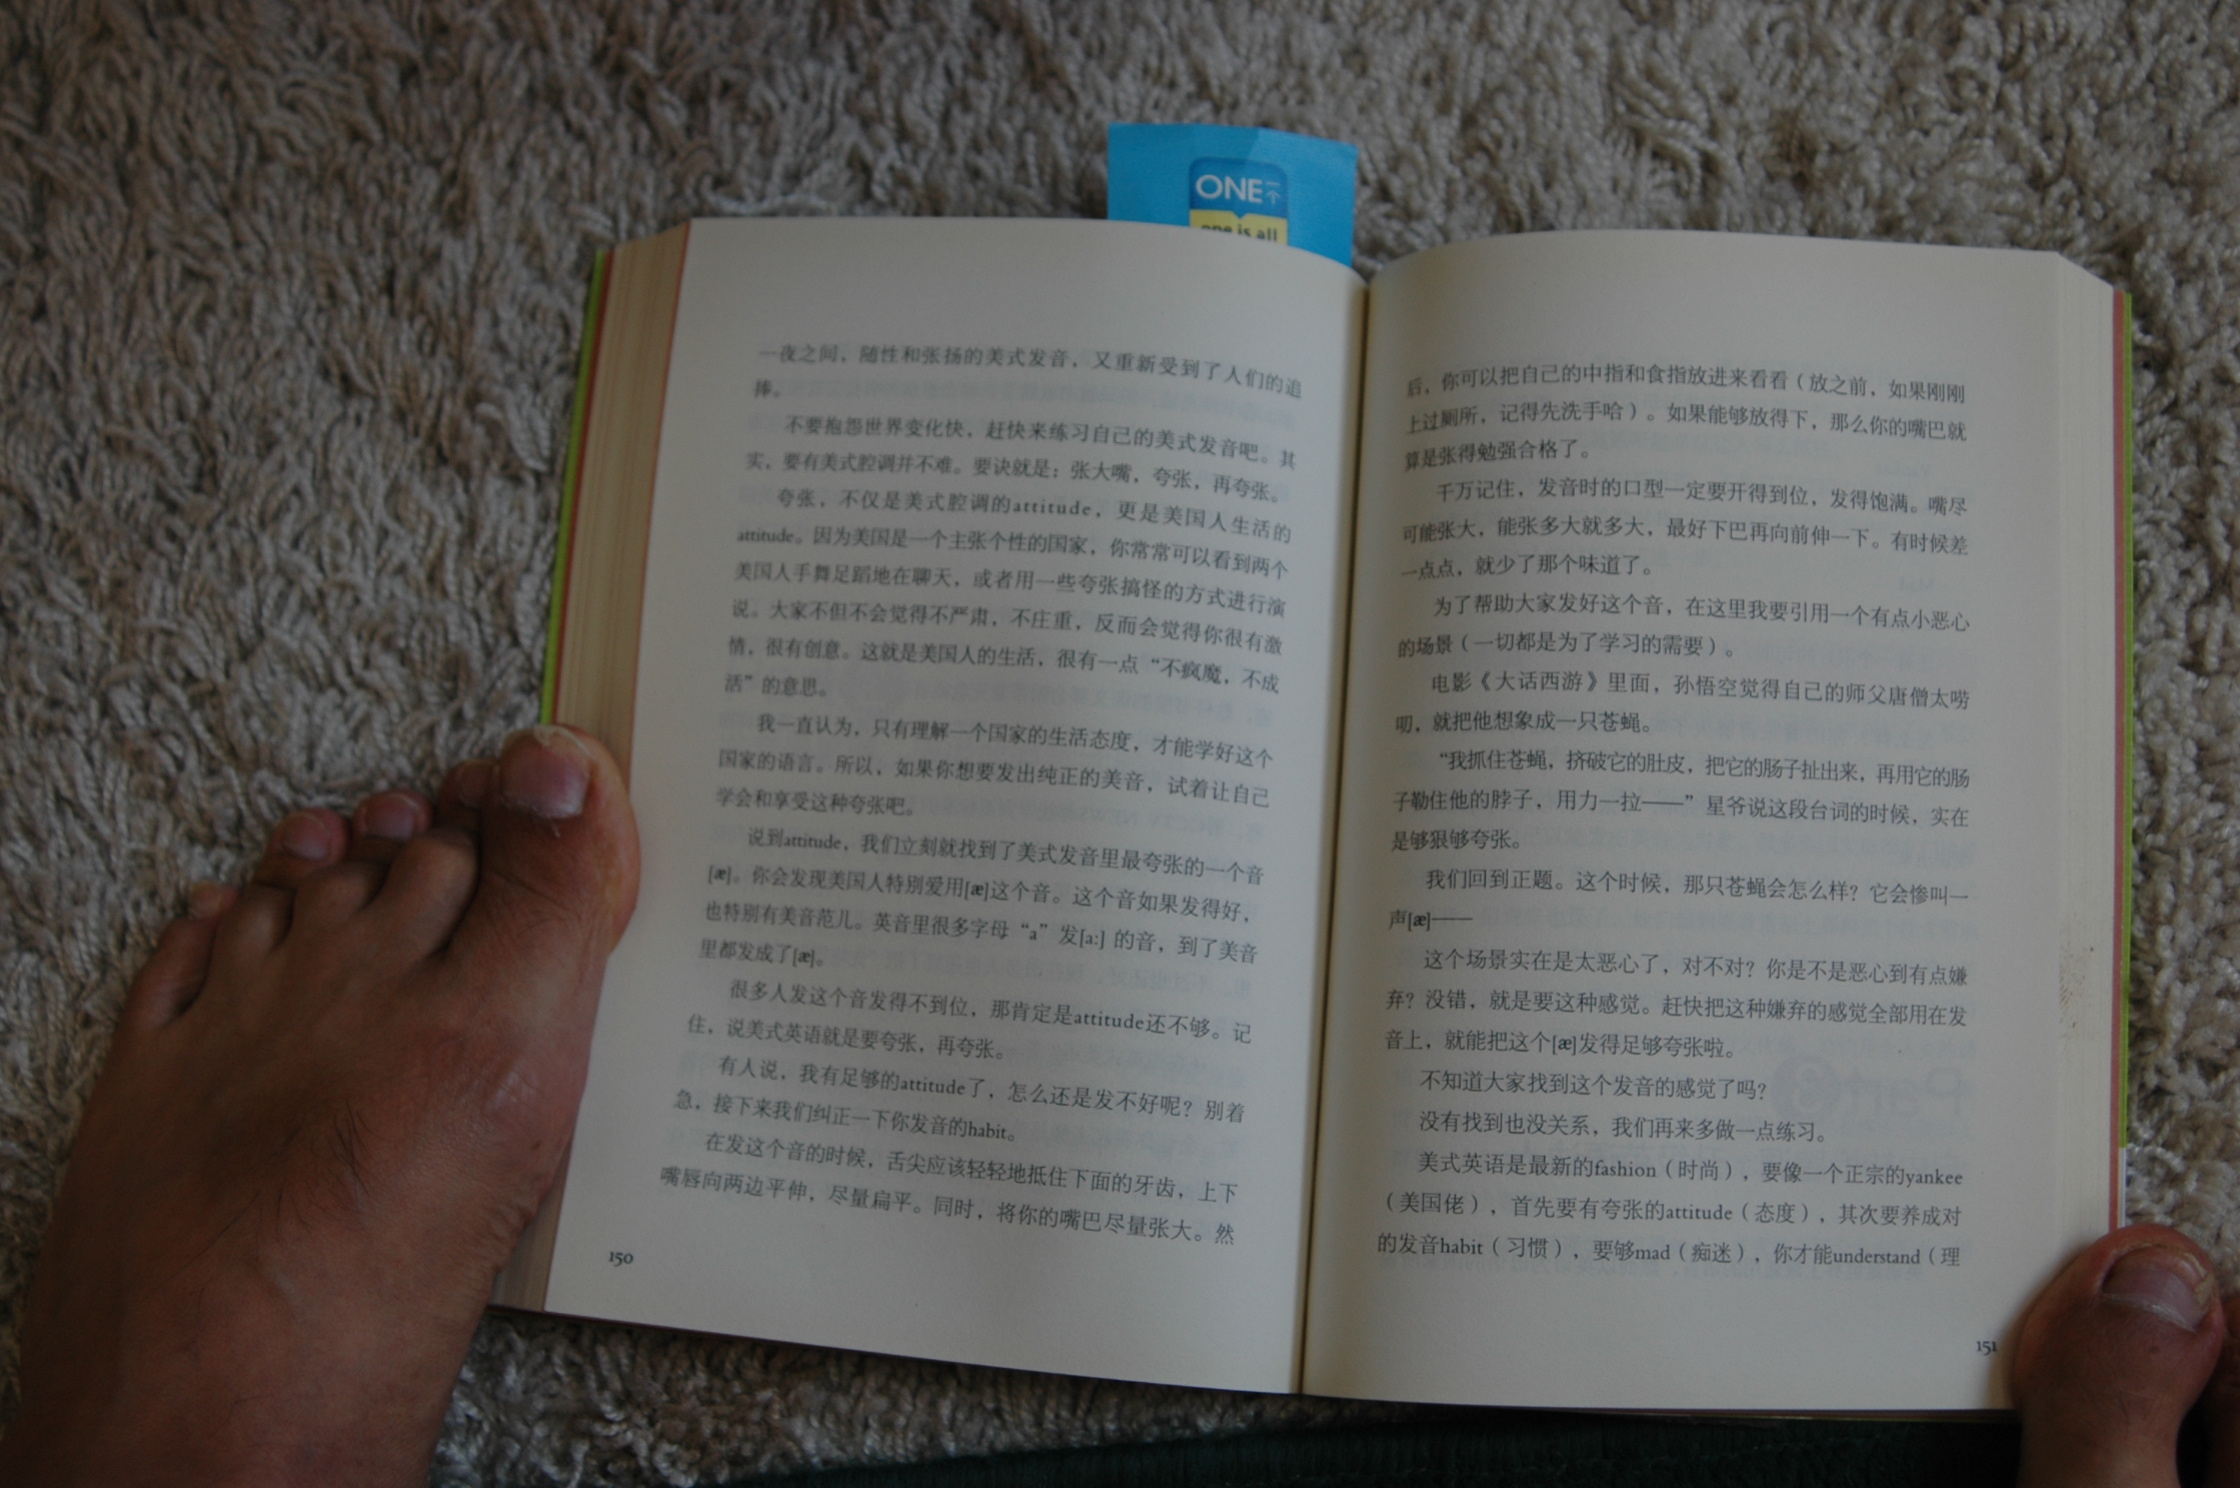 ONE个
one is all
一夜之间，随性和张扬的美式发音，又重新受到了人们的追
捧。
不要抱怨世界变化快，赶快来练习自己的美式发音吧。其
实，要有美式腔调并不难。要诀就是：张大嘴，夸张，再夸张。
夸张，不仅是美式腔调的attitude，更是美国人生活的
attitude。因为美国是一个主张个性的国家，你常常可以看到两个
美国人手舞足蹈地在聊天，或者用一些夸张搞怪的方式进行演
说。大家不但不会觉得不严肃，不庄重，反而会觉得你很有激
情，很有创意。这就是美国人的生活，很有一点“不疯魔，不成
活”的意思。
我一直认为，只有理解一个国家的生活态度，才能学好这个
国家的语言。所以，如果你想要发出纯正的美音，试着让自己
学会和享受这种夸张吧。
说到attitude，我们立刻就找到了美式发音里最夸张的一个音
[æ]。你会发现美国人特别爱用[æ]这个音。这个音如果发得好，
也特别有美音范儿。英音里很多字母“a”发[a:]的音，到了美音
里都发成了[æ]。
很多人发这个音发得不到位，那肯定是attitude还不够。记
住，说美式英语就是要夸张，再夸张。
有人说，我有足够的attitude了，怎么还是发不好呢？别着
急，接下来我们纠正一下你发音的habit。
在发这个音的时候，舌尖应该轻轻地抵住下面的牙齿，上下
嘴唇向两边平伸，尽量扁平。同时，将你的嘴巴尽量张大。然
150
后，你可以把自己的中指和食指放进来看看（放之前，如果刚刚
上过厕所，记得先洗手哈）。如果能够放得下，那么你的嘴巴就
算是张得勉强合格了。
千万记住，发音时的口型一定要开得到位，发得饱满。嘴尽
可能张大，能张多大就多大，最好下巴再向前伸一下。有时候差
一点点，就少了那个味道了。
为了帮助大家发好这个音，在这里我要引用一个有点小恶心
的场景（一切都是为了学习的需要）。
电影《大话西游》里面，孙悟空觉得自己的师父唐僧太唠
叨，就把他想象成一只苍蝇。
“我抓住苍蝇，挤破它的肚皮，把它的肠子扯出来，再用它的肠
子勒住他的脖子，用力一拉——”星爷说这段台词的时候，实在
是够狠够夸张。
我们回到正题。这个时候，那只苍蝇会怎么样？它会惨叫一
声[æ]——
这个场景实在是太恶心了，对不对？你是不是恶心到有点嫌
弃？没错，就是要这种感觉。赶快把这种嫌弃的感觉全部用在发
音上，就能把这个[æ]发得足够夸张啦。
不知道大家找到这个发音的感觉了吗？
没有找到也没关系，我们再来多做一点练习。
美式英语是最新的fashion（时尚），要像一个正宗的yankee
（美国佬），首先要有夸张的attitude（态度），其次要养成对
的发音habit（习惯），要够mad（痴迷），你才能understand（理
151